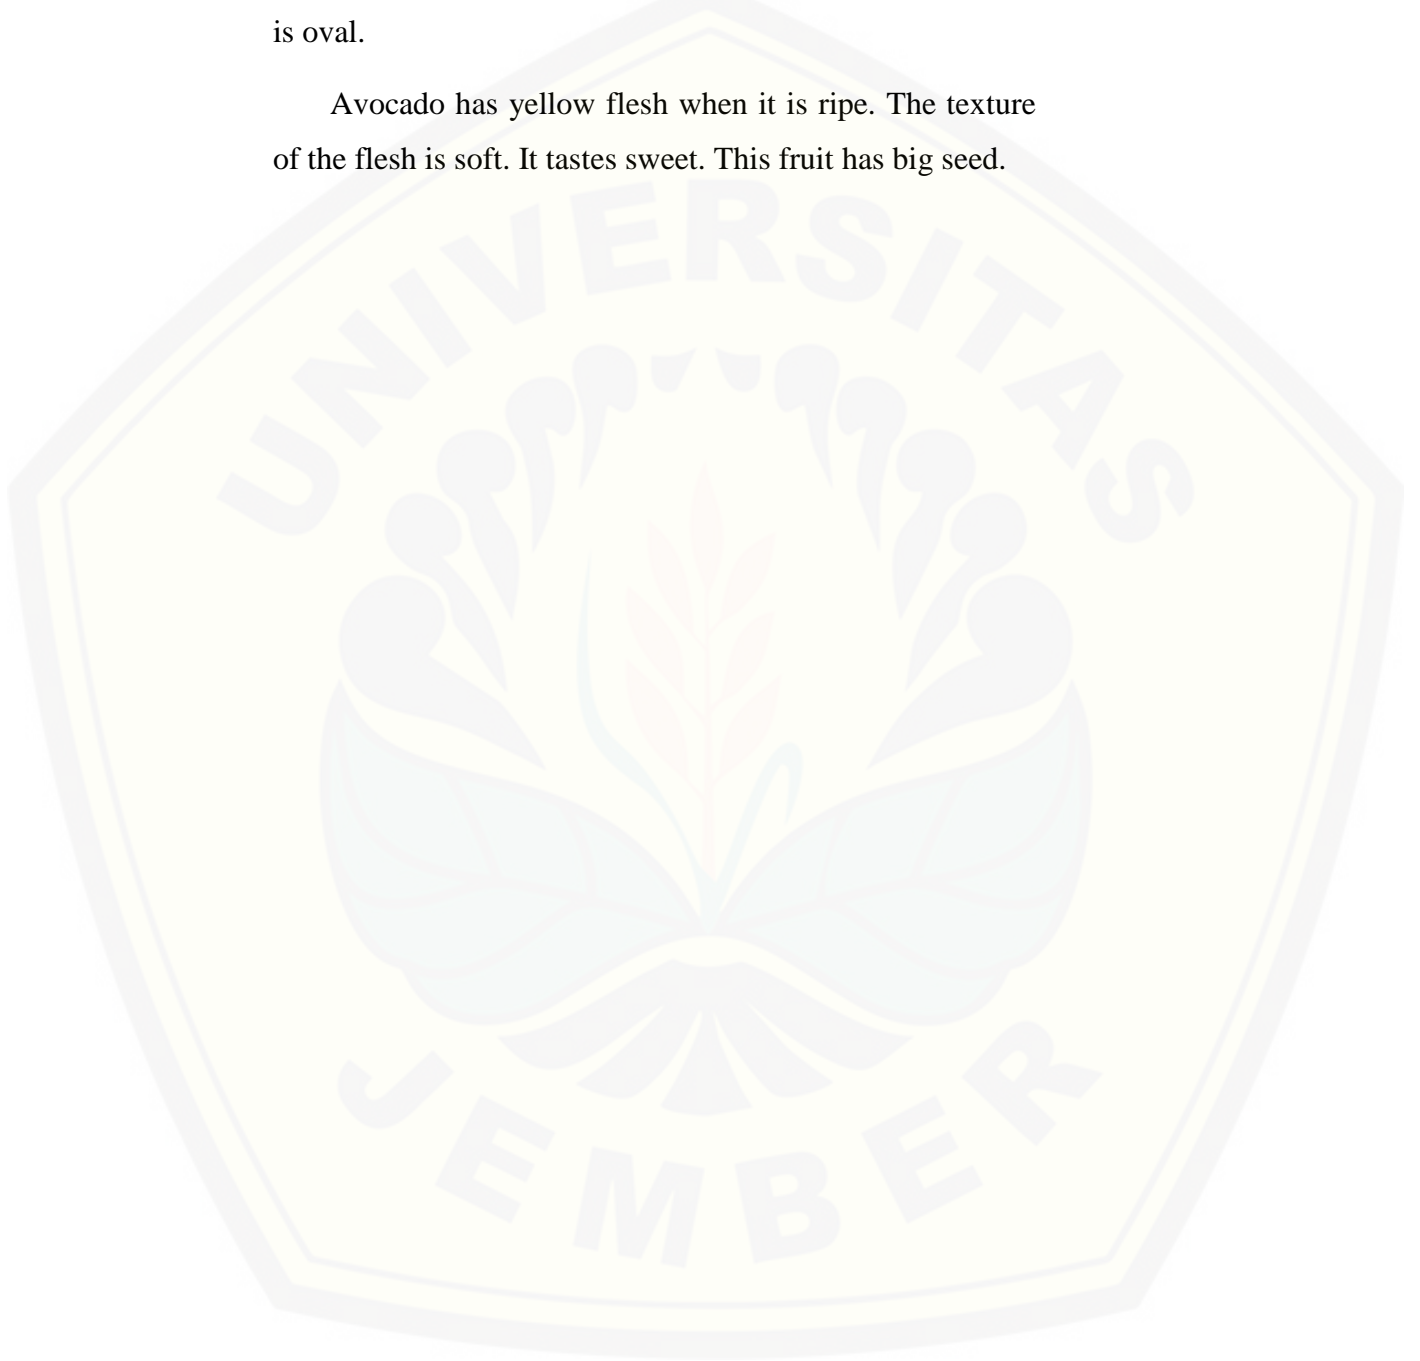 is oval.
Avocado has yellow flesh when it is ripe. The texture
of the flesh is soft. It tastes sweet. This fruit has big seed.
UNIVERSITAS
JEMBER